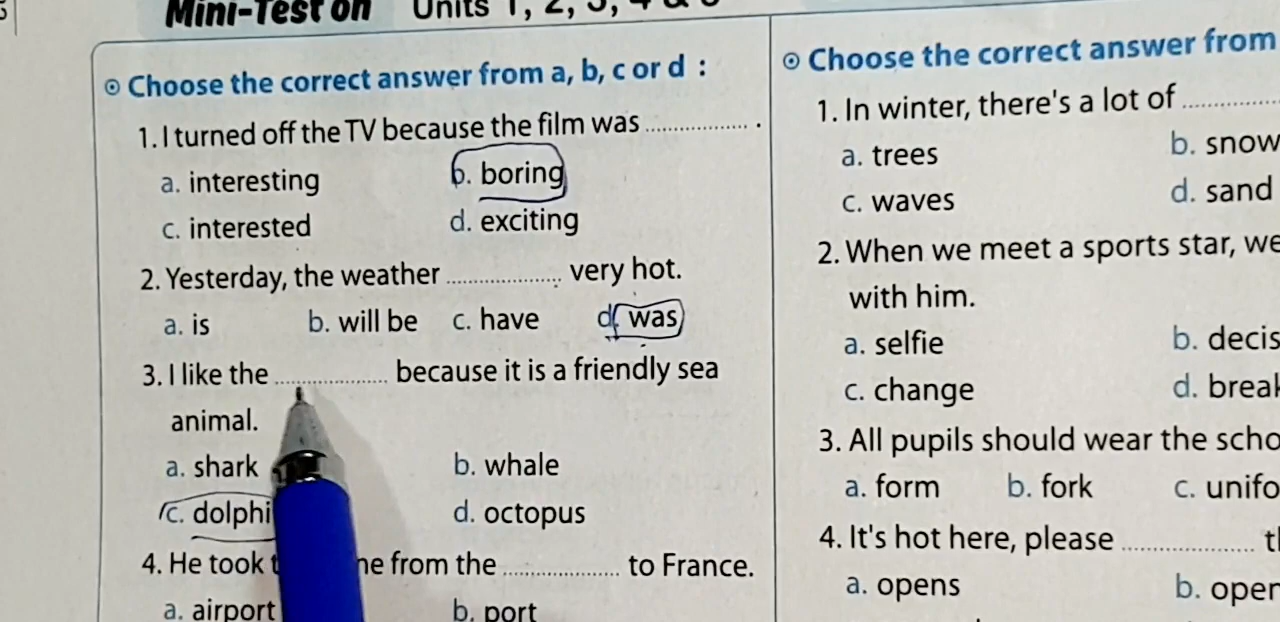 Mini-Test on Units 1, 2, 3, 4 &
Choose the correct answer from a, b, c or d :
1. I turned off the TV because the film was .................. .
a. interesting b. boring
c. interested d. exciting
2. Yesterday, the weather .................. very hot.
a. is b. will be c. have d. was
3. I like the .................. because it is a friendly sea
animal.
a. shark b. whale
c. dolphi d. octopus
4. He took from the .................. to France.
a. airport b. port
Choose the correct answer from
1. In winter, there's a lot of ..................
a. trees b. snow
c. waves d. sand
2. When we meet a sports star, we
with him.
a. selfie b. decis
c. change d. break
3. All pupils should wear the scho
a. form b. fork c. unifo
4. It's hot here, please ..................
a. opens b. open